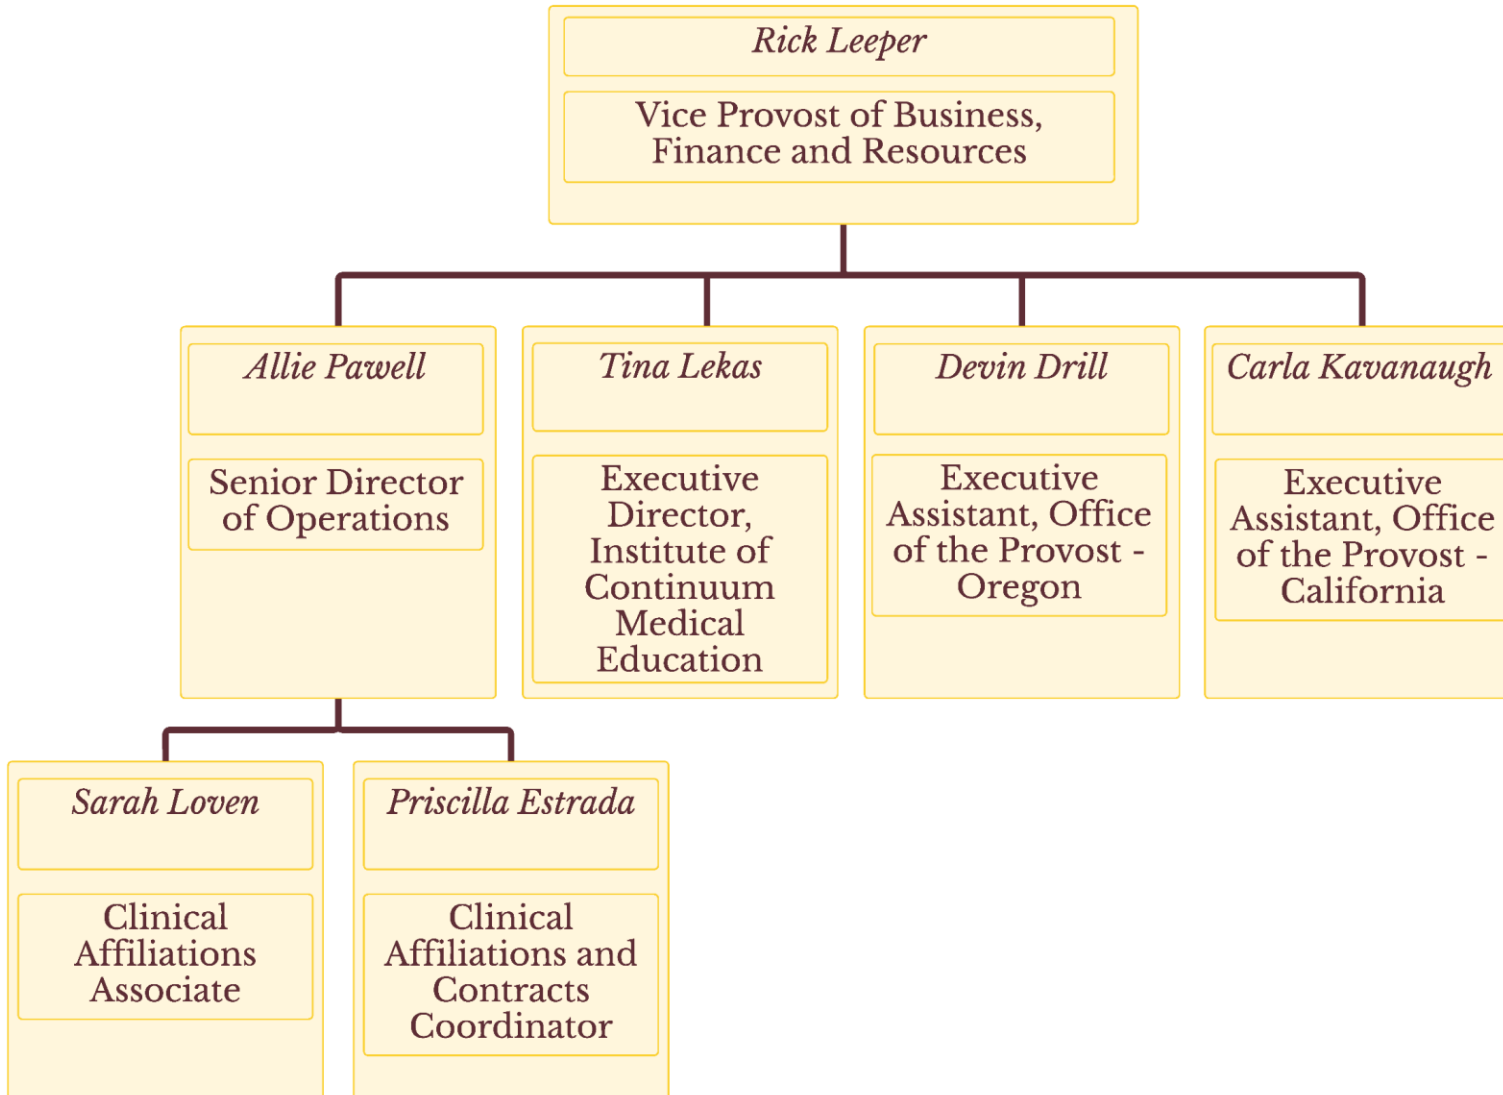 Rick Leeper
Vice Provost of Business,
Finance and Resources
Allie Pawell
Senior Director
of Operations
Tina Lekas
Executive
Director,
Institute of
Continuum
Medical
Education
Devin Drill
Executive
Assistant, Office
of the Provost -
Oregon
Carla Kavanaugh
Executive
Assistant, Office
of the Provost -
California
Sarah Loven
Clinical
Affiliations
Associate
Priscilla Estrada
Clinical
Affiliations and
Contracts
Coordinator